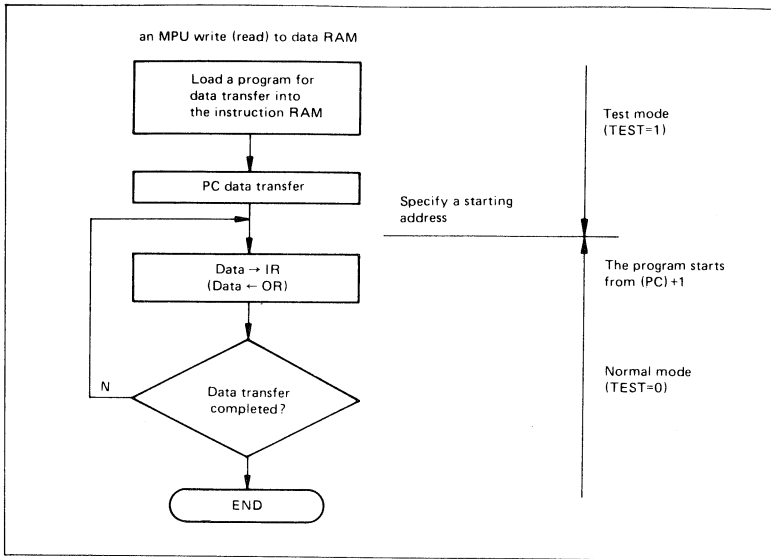 an MPU write (read) to data RAM
Load a program for
data transfer into
the instruction RAM
PC data transfer
Data → IR
(Data ← OR)
N
Data transfer
completed?
END
Test mode
(TEST=1)
Specify a starting
address
The program starts
from (PC)+1
Normal mode
(TEST=0)